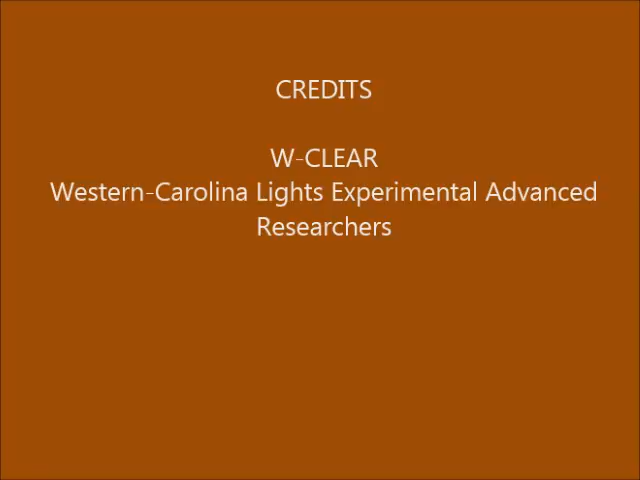 CREDITS
W-CLEAR
Western-Carolina Lights Experimental Advanced
Researchers